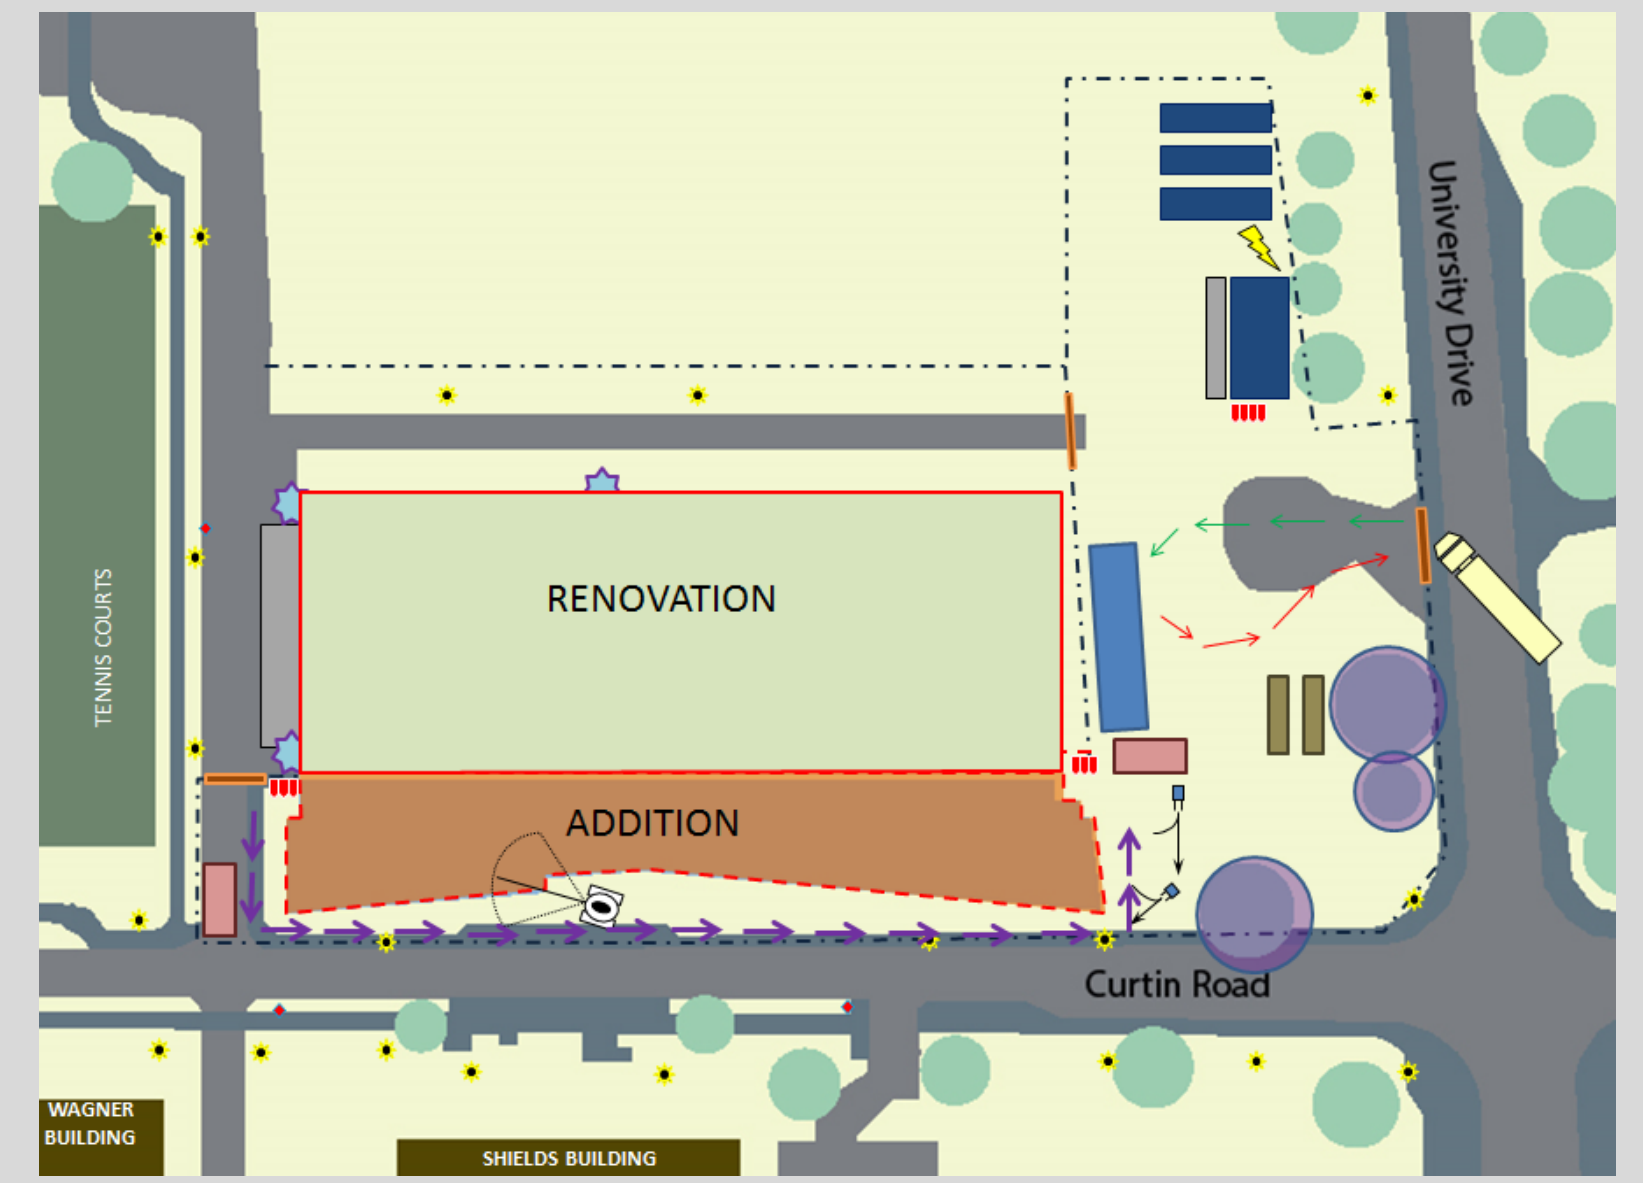 University Drive
RENOVATION
TENNIS COURTS
ADDITION
Curtin Road
WAGNER
BUILDING
SHIELDS BUILDING